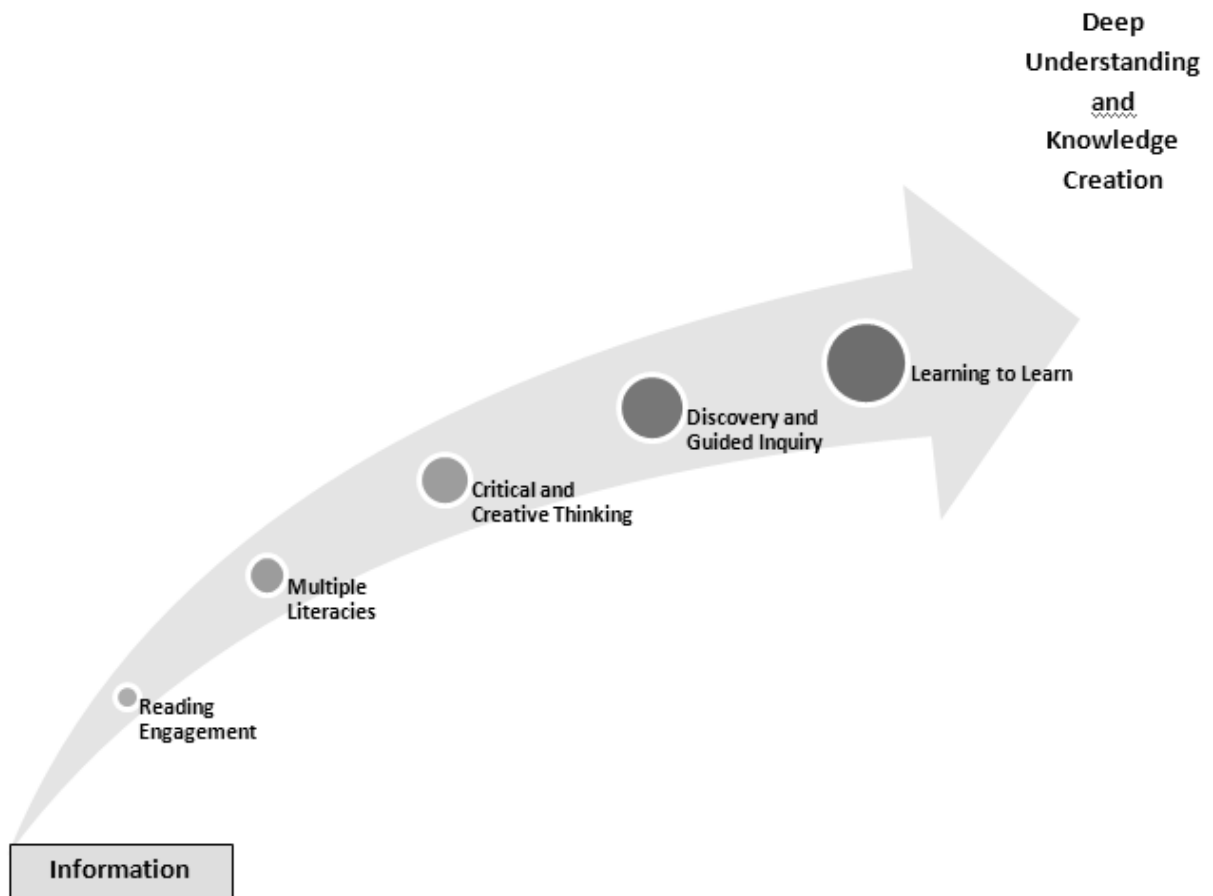 Deep
Understanding
and
Knowledge
Creation
Learning to Learn
Discovery and
Guided Inquiry
Critical and
Creative Thinking
Multiple
Literacies
Reading
Engagement
Information